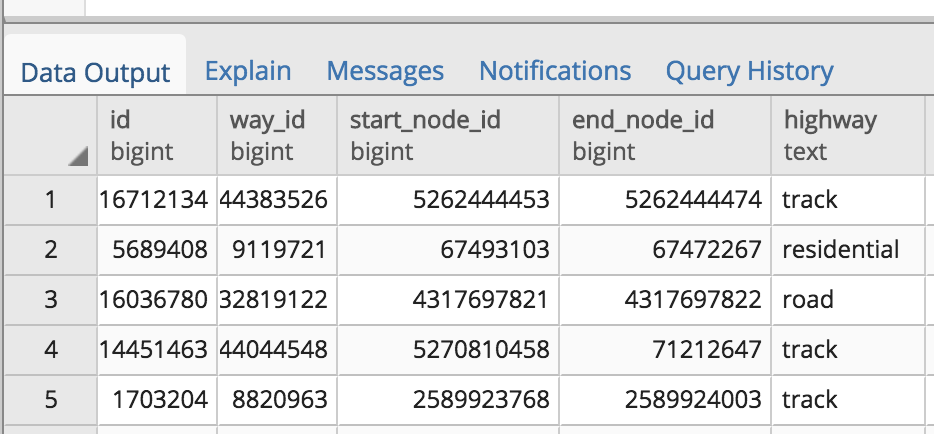 Data Output Explain Messages Notifications Query History
id way_id start_node_id end_node_id highway
bigint bigint bigint bigint text
1 16712134 44383526 5262444453 5262444474 track
2 5689408 9119721 67493103 67472267 residential
3 16036780 32819122 4317697821 4317697822 road
4 14451463 44044548 5270810458 71212647 track
5 1703204 8820963 2589923768 2589924003 track